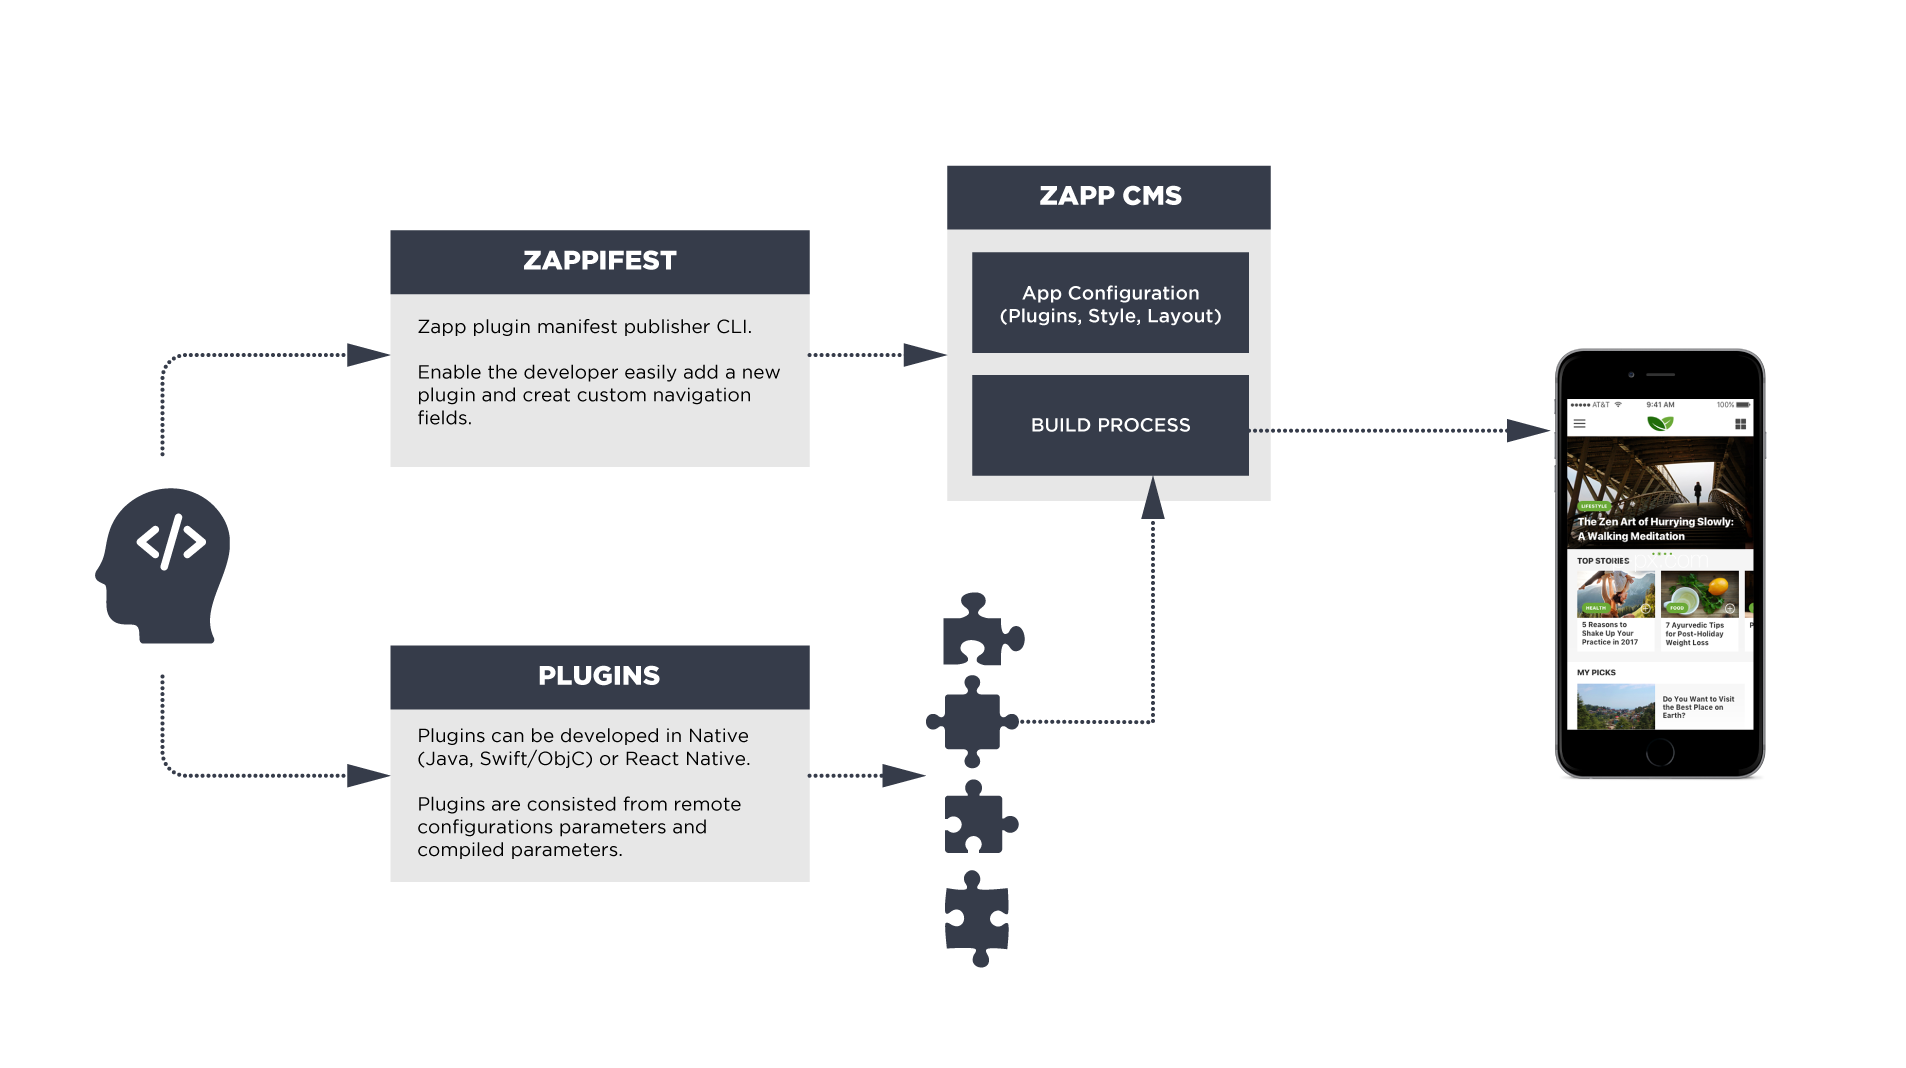 ZAPPIFEST
Zapp plugin manifest publisher CLI.
Enable the developer easily add a new
plugin and creat custom navigation
fields.
ZAPP CMS
App Configuration
(Plugins, Style, Layout)
BUILD PROCESS
</>
PLUGINS
Plugins can be developed in Native
(Java, Swift/ObjC) or React Native.
Plugins are consisted from remote
configurations parameters and
compiled parameters.
AT&T 9:41 AM 100%
LIFESTYLE
The Zen Art of Hurrying Slowly:
A Walking Meditation
TOP STORIES
HEALTH
5 Reasons to
Shake Up Your
Practice in 2017
FOOD
7 Ayurvedic Tips
for Post-Holiday
Weight Loss
P
MY PICKS
Do You Want to Visit
the Best Place on
Earth?